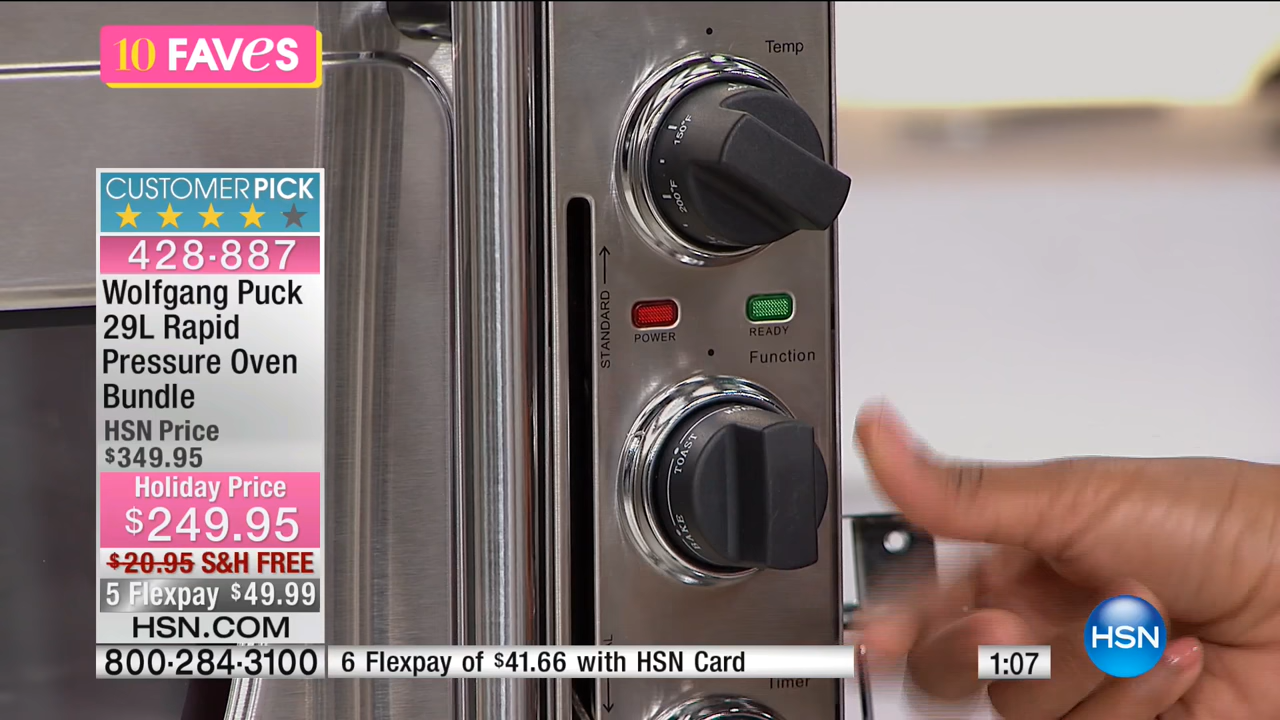 10 FAVES
CUSTOMER PICK
428·887
Wolfgang Puck
29L Rapid
Pressure Oven
Bundle
HSN Price
$349.95
Holiday Price
$249.95
$20.95 S&H FREE
5 Flexpay $49.99
HSN.COM
800·284·3100
6 Flexpay of $41.66 with HSN Card
1:07
HSN
Temp
150°F
200°F
STANDARD
POWER
READY
Function
TOAST
BAKE
Timer